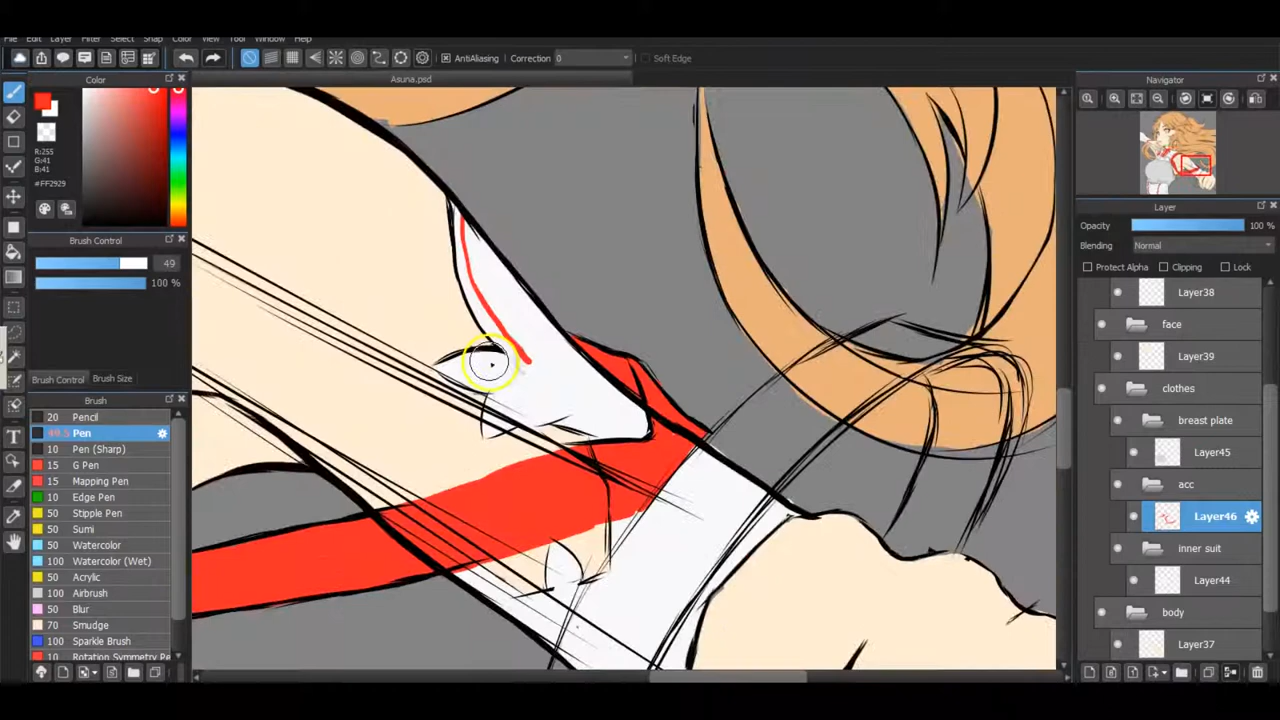 File Edit Layer Filter Select Snap Color View Tool Window Help
AntiAliasing Correction 0 Soft Edge
Color
Asuna.psd
Navigator
R:255
G:41
B:41
#FF2929
Layer
Opacity 100 %
Brush Control
Blending Normal
49
Protect Alpha Clipping Lock
100 %
Layer38
face
Layer39
Brush Control Brush Size
clothes
Brush
20 Pencil
breast plate
Pen
10 Pen (Sharp)
Layer45
15 G Pen
15 Mapping Pen
acc
10 Edge Pen
50 Stipple Pen
Layer46
50 Sumi
50 Watercolor
inner suit
100 Watercolor (Wet)
50 Acrylic
Layer44
100 Airbrush
50 Blur
body
70 Smudge
100 Sparkle Brush
Layer37
10 Rotation Symmetry Pe